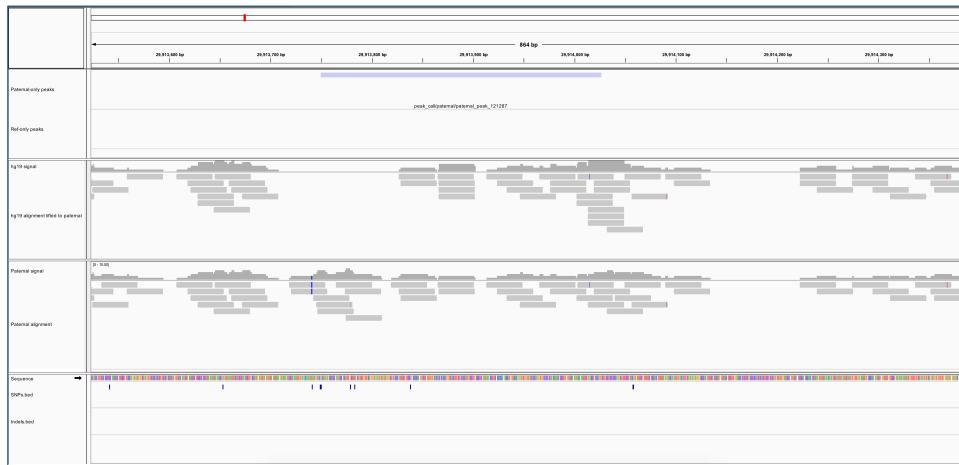 864 bp
29,913,600 bp 29,913,700 bp 29,913,800 bp 29,913,900 bp 29,914,000 bp 29,914,100 bp 29,914,200 bp 29,914,300 bp
Paternal-only peaks
peak_call/paternal/paternal_peak_121287
Ref-only peaks
hg19 signal
hg19 alignment lifted to paternal
Paternal signal
[0 - 10.00]
Paternal alignment
Sequence
SNPs.bed
Indels.bed